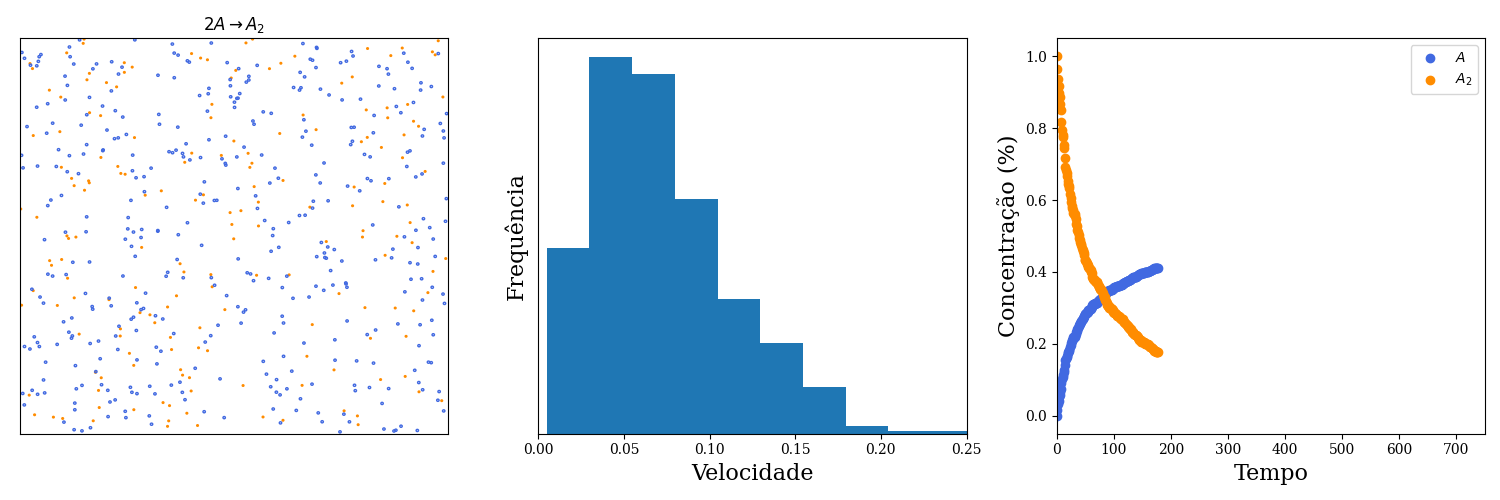 2A → A₂
Frequência
0.00 0.05 0.10 0.15 0.20 0.25
Velocidade
Concentração (%)
1.0
0.8
0.6
0.4
0.2
0.0
A
A₂
0 100 200 300 400 500 600 700
Tempo